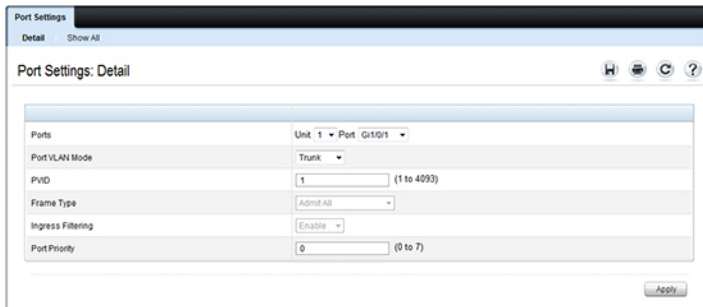 Port Settings
Detail Show All
Port Settings: Detail
Ports Unit 1 Port Gi1/0/1
Port VLAN Mode Trunk
PVID 1 (1 to 4093)
Frame Type Admit All
Ingress Filtering Enable
Port Priority 0 (0 to 7)
Apply